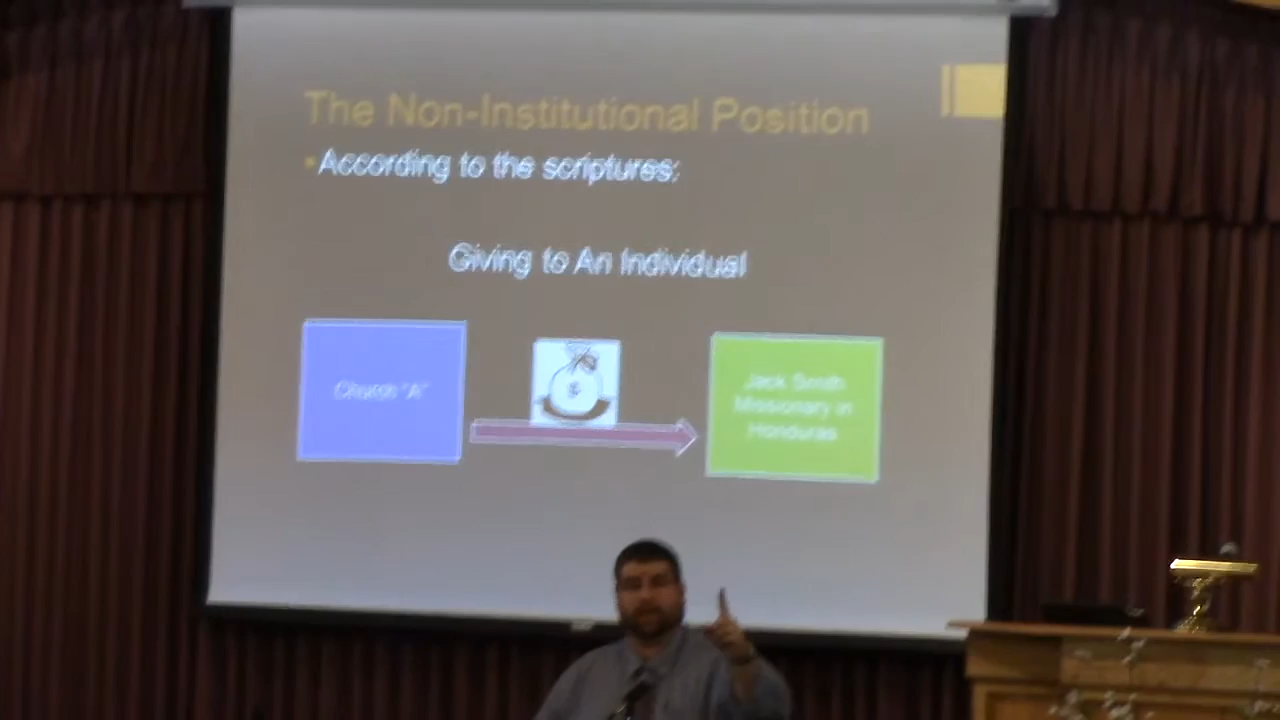 The Non-Institutional Position
▪According to the scriptures:
Giving to An Individual
Church "A"
$
Jack Smith
Missionary in
Honduras